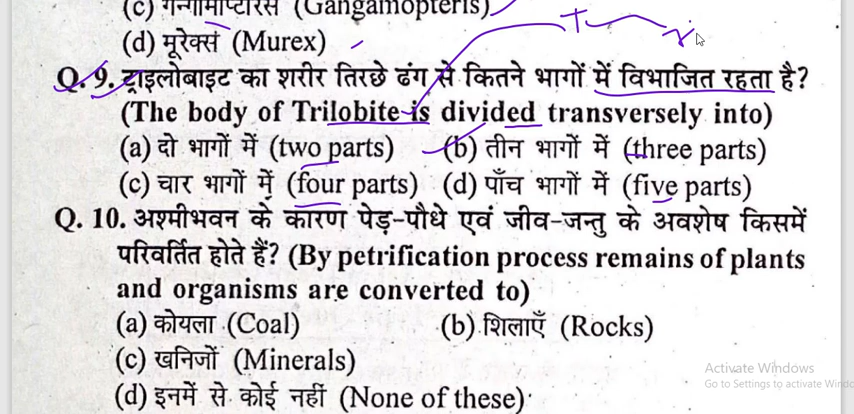 (c) गन्गामोप्टेरिस (Gangamopteris)
(d) मूरेक्स (Murex)
Q. 9. ट्राइलोबाइट का शरीर तिरछे ढंग से कितने भागों में विभाजित रहता है?
(The body of Trilobite is divided transversely into)
(a) दो भागों में (two parts) (b) तीन भागों में (three parts)
(c) चार भागों में (four parts) (d) पाँच भागों में (five parts)
Q. 10. अश्मीभवन के कारण पेड़-पौधे एवं जीव-जन्तु के अवशेष किसमें
परिवर्तित होते हैं? (By petrification process remains of plants
and organisms are converted to)
(a) कोयला (Coal) (b) शिलाएँ (Rocks)
(c) खनिजों (Minerals)
(d) इनमें से कोई नहीं (None of these)
Activate Windows
Go to Settings to activate Windo